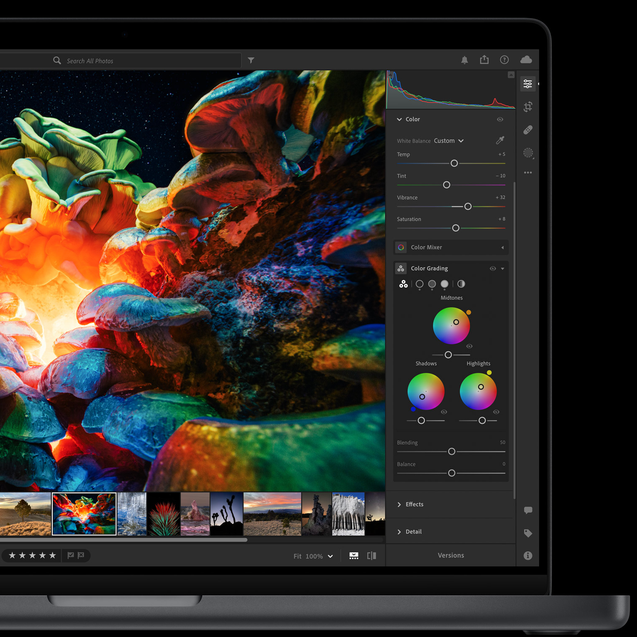 Search All Photos
Color
White Balance Custom
Temp + 5
Tint − 10
Vibrance + 32
Saturation + 8
Color Mixer
Color Grading
Midtones
Shadows Highlights
Blending 50
Balance 0
Effects
Detail
Fit 100%
Versions